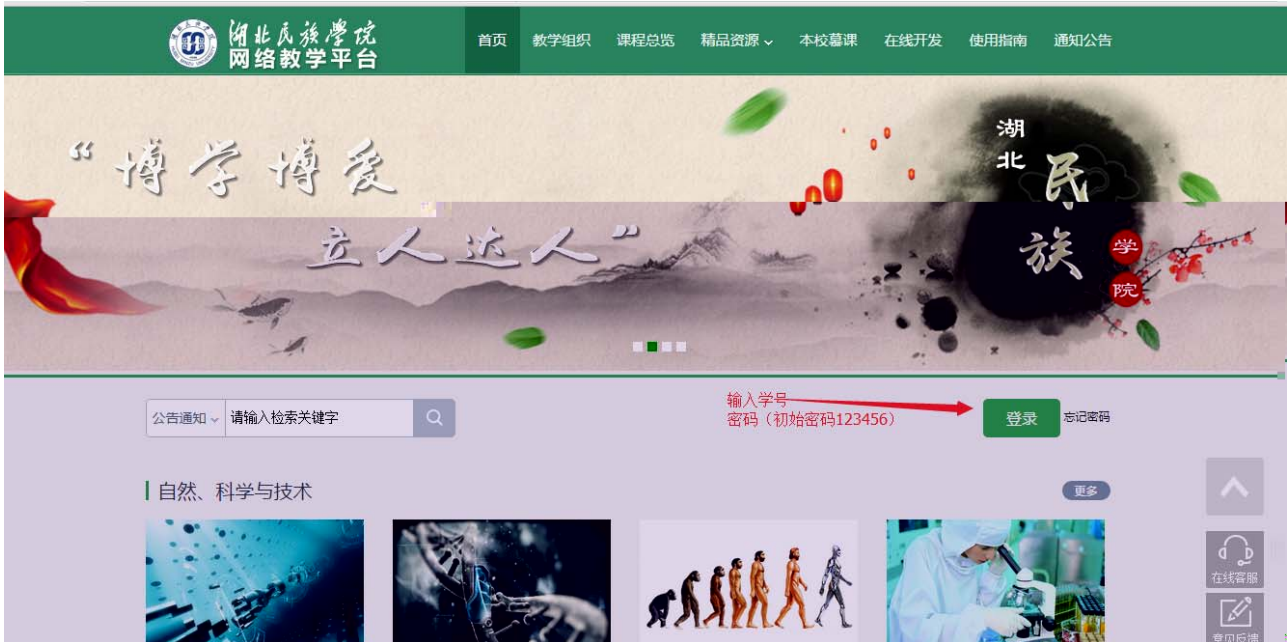 湖北民族学院
网络教学平台
首页 教学组织 课程总览 精品资源 本校慕课 在线开发 使用指南 通知公告
“博学博爱
立人达人”
湖北
民族
学院
公告通知 请输入检索关键字
输入学号
密码（初始密码123456）
登录 忘记密码
自然、科学与技术
更多
在线客服
意见反馈